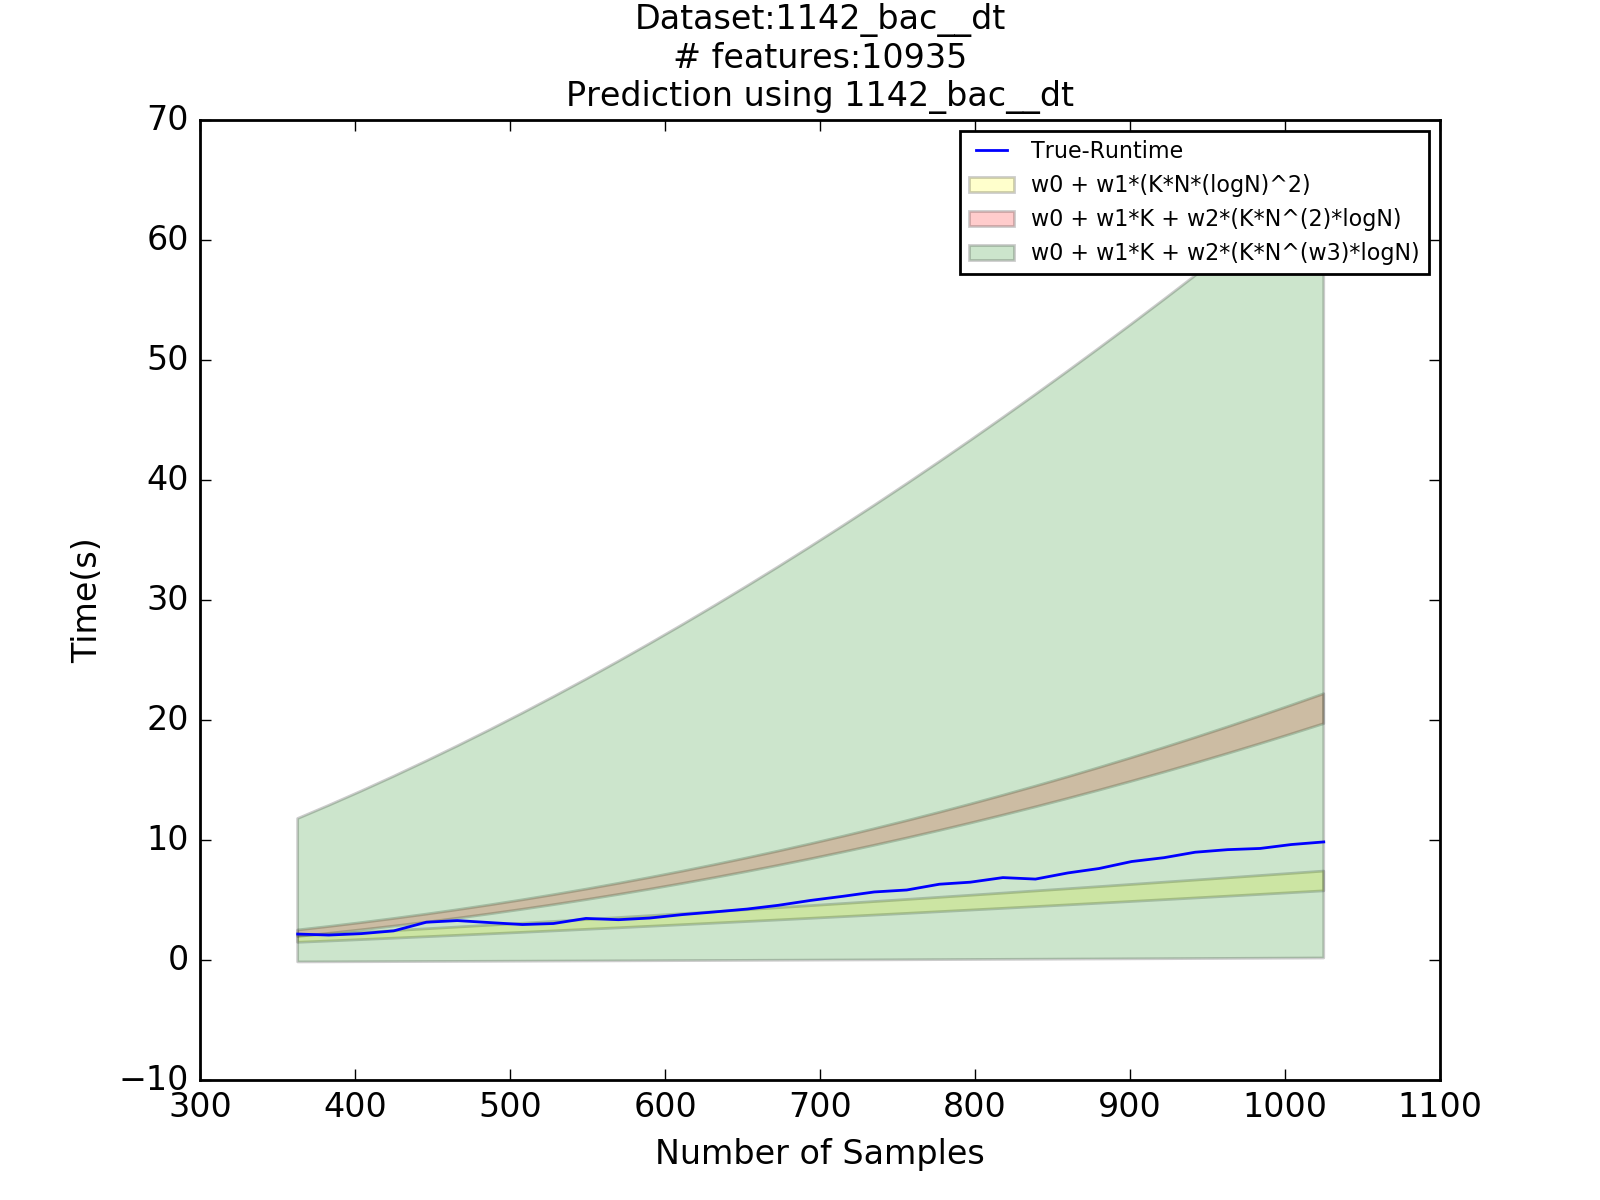 Dataset:1142_bac__dt
# features:10935
Prediction using 1142_bac__dt
70
60
50
40
30
20
10
0
−10
Time(s)
True-Runtime
w0 + w1*(K*N*(logN)^2)
w0 + w1*K + w2*(K*N^(2)*logN)
w0 + w1*K + w2*(K*N^(w3)*logN)
300 400 500 600 700 800 900 1000 1100
Number of Samples